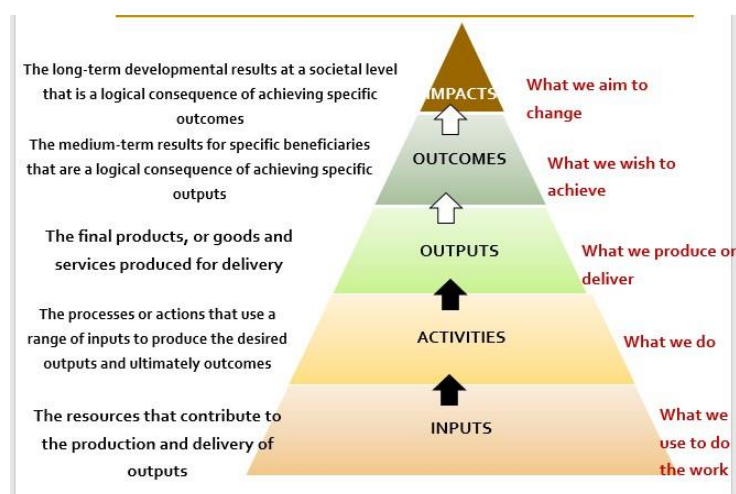 The long-term developmental results at a societal level
that is a logical consequence of achieving specific
outcomes
IMPACTS
What we aim to
change
The medium-term results for specific beneficiaries
that are a logical consequence of achieving specific
outputs
OUTCOMES
What we wish to
achieve
The final products, or goods and
services produced for delivery
OUTPUTS
What we produce or
deliver
The processes or actions that use a
range of inputs to produce the desired
outputs and ultimately outcomes
ACTIVITIES
What we do
The resources that contribute to
the production and delivery of
outputs
INPUTS
What we
use to do
the work